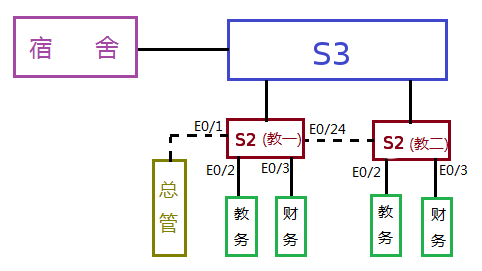 宿 舍
S3
E0/1
S2 (教一)
E0/24
S2 (教二)
E0/2
E0/3
E0/2
E0/3
总
管
教
务
财
务
教
务
财
务